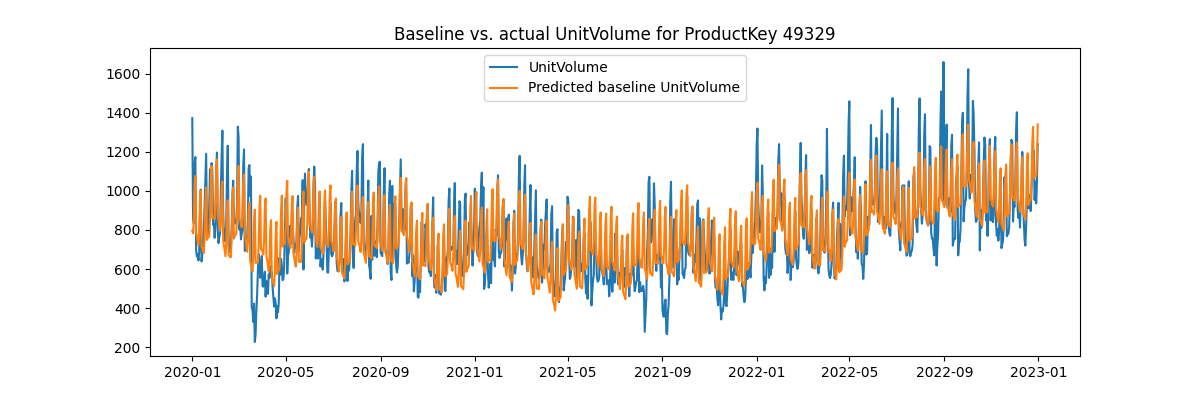 Baseline vs. actual UnitVolume for ProductKey 49329
UnitVolume
Predicted baseline UnitVolume
1600
1400
1200
1000
800
600
400
200
2020-01 2020-05 2020-09 2021-01 2021-05 2021-09 2022-01 2022-05 2022-09 2023-01